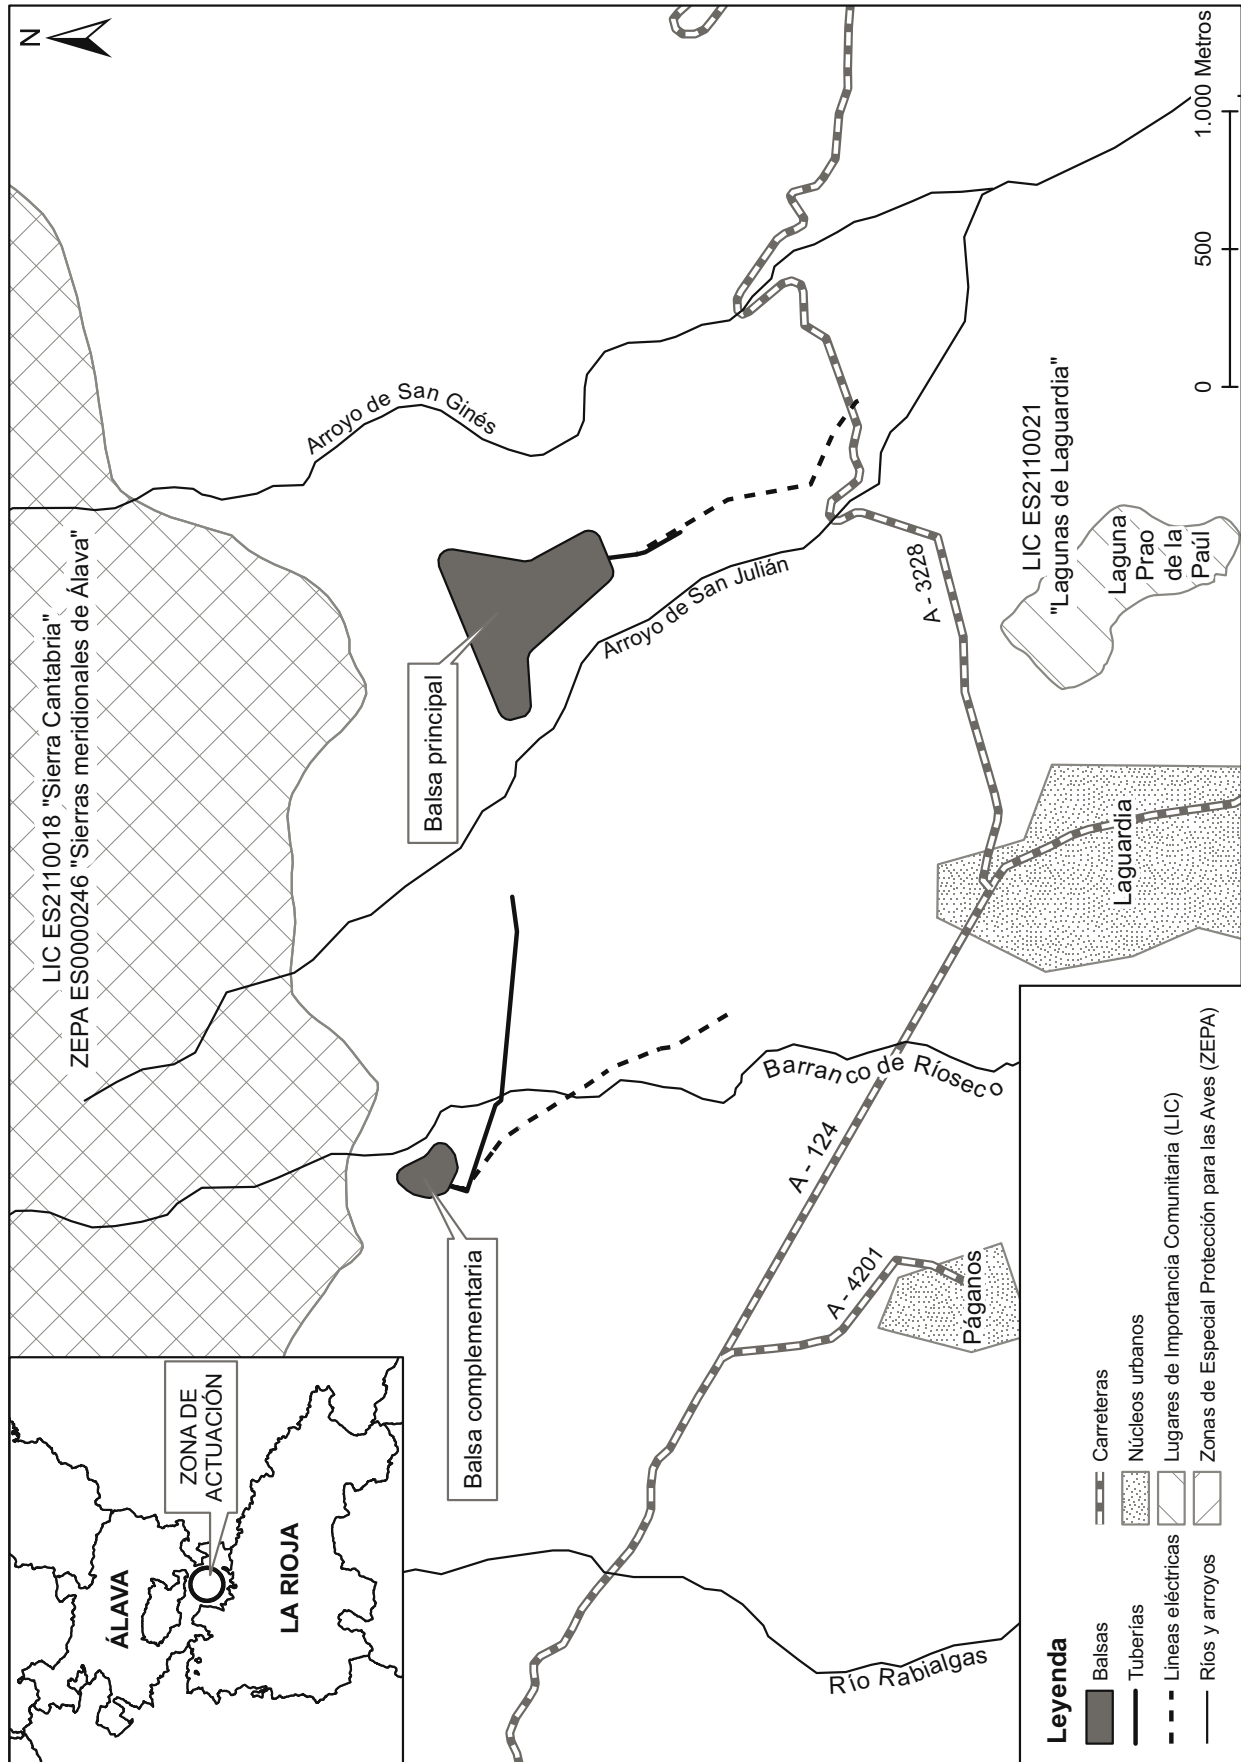 N
LIC ES2110018 "Sierra Cantabria"
ZEPA ES0000246 "Sierras meridionales de Álava"
ZONA DE
ACTUACIÓN
ÁLAVA
LA RIOJA
Arroyo de San Ginés
Balsa principal
Balsa complementaria
Arroyo de San Julián
Barranco de Ríoseco
A - 124
A - 4201
A - 3228
Páganos
Río Rabialgas
Laguardia
LIC ES2110021
"Lagunas de Laguardia"
Laguna
Prao
de la
Paúl
Leyenda
Balsas
Tuberías
Lineas eléctricas
Ríos y arroyos
Carreteras
Núcleos urbanos
Lugares de Importancia Comunitaria (LIC)
Zonas de Especial Protección para las Aves (ZEPA)
0 500 1.000 Metros